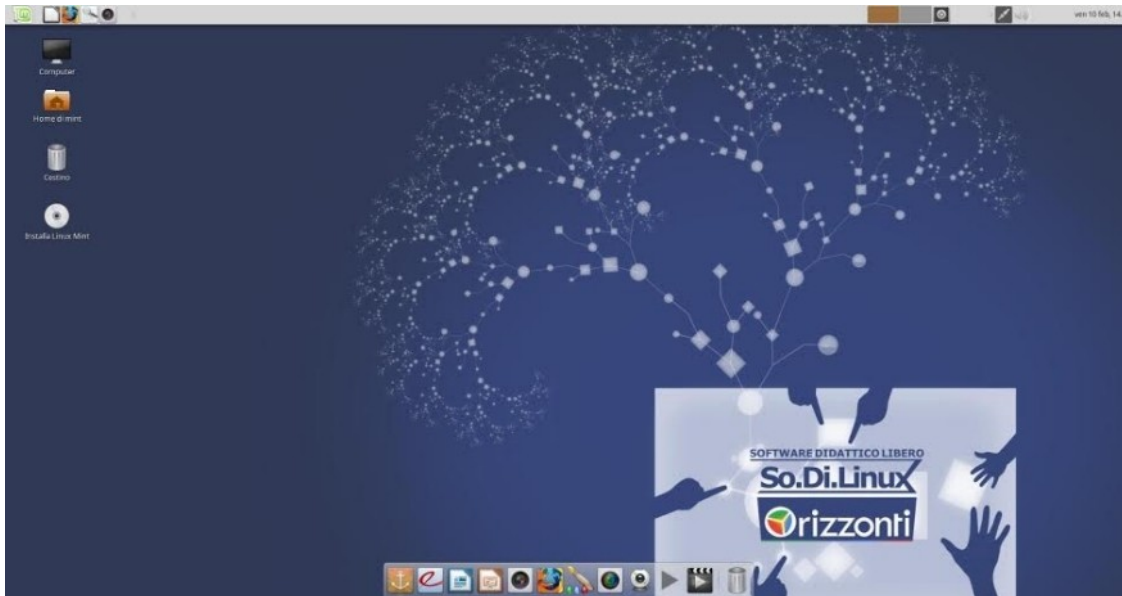 ven 10 feb, 14.
Computer
Home di mint
Cestino
Installa Linux Mint
SOFTWARE DIDATTICO LIBERO
So.Di.Linux
Orizzonti